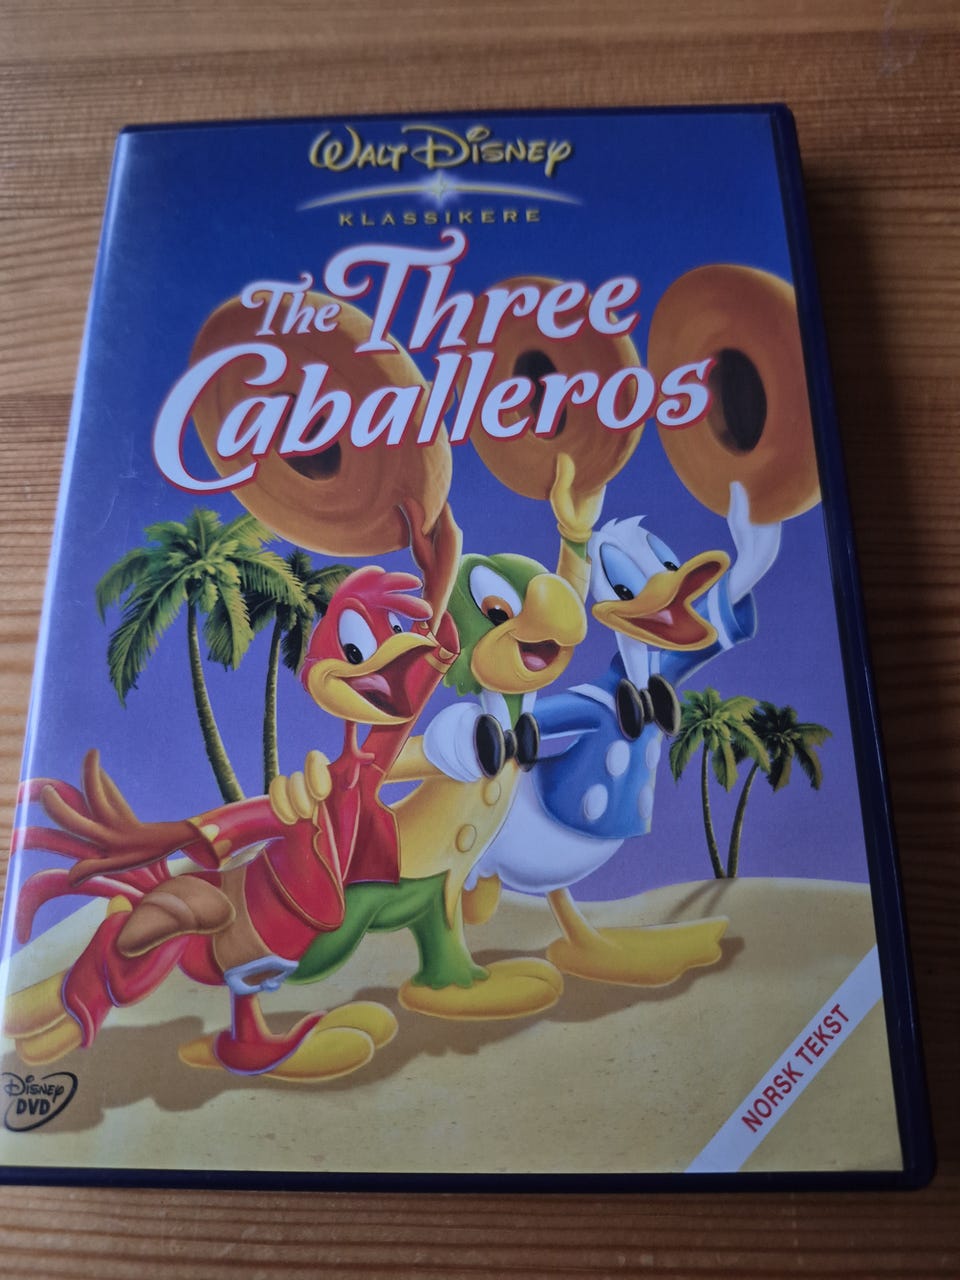 WALT DISNEY
KLASSIKERE
The Three
Caballeros
NORSK TEKST
DISNEY
DVD